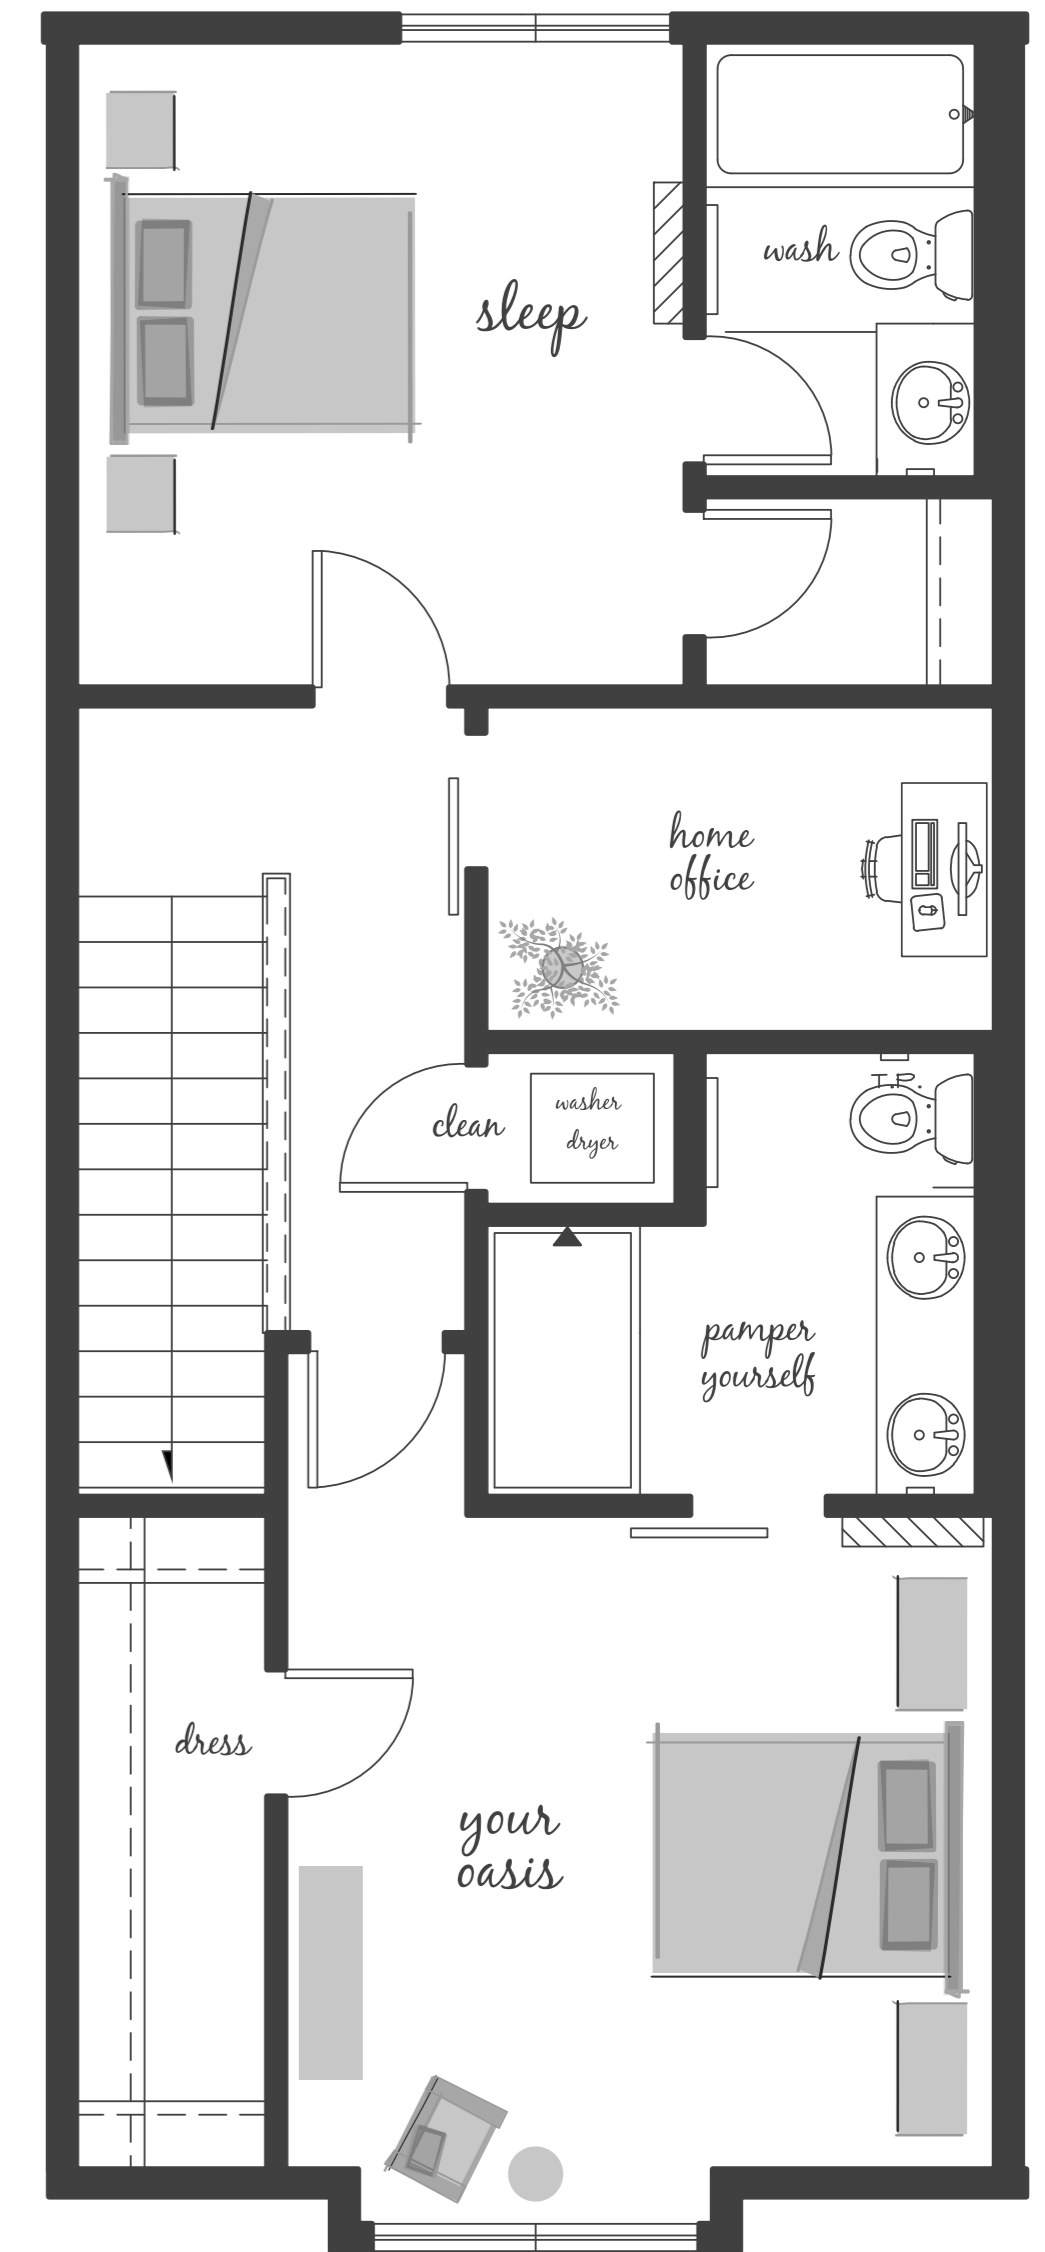 wash
sleep
home
office
clean
washer
dryer
pamper
yourself
dress
your
oasis